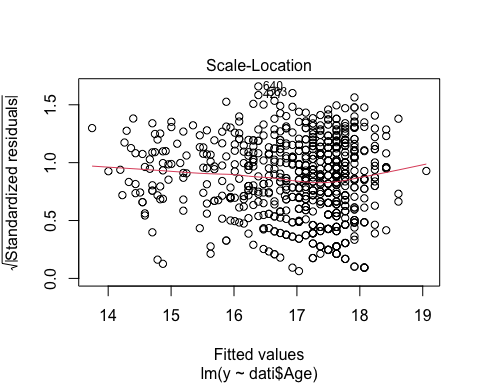 Scale-Location
√|Standardized residuals|
1.5
1.0
0.5
0.0
640
14
15
16
17
18
19
Fitted values
lm(y ~ dati$Age)